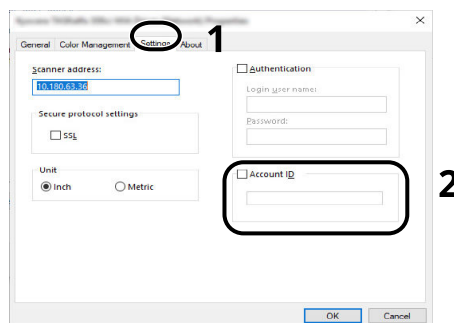 General Color Management Settings About
1
Scanner address:
10.180.63.36
Secure protocol settings
SSL
Unit
Inch Metric
Authentication
Login user name:
Password:
Account ID
2
OK Cancel